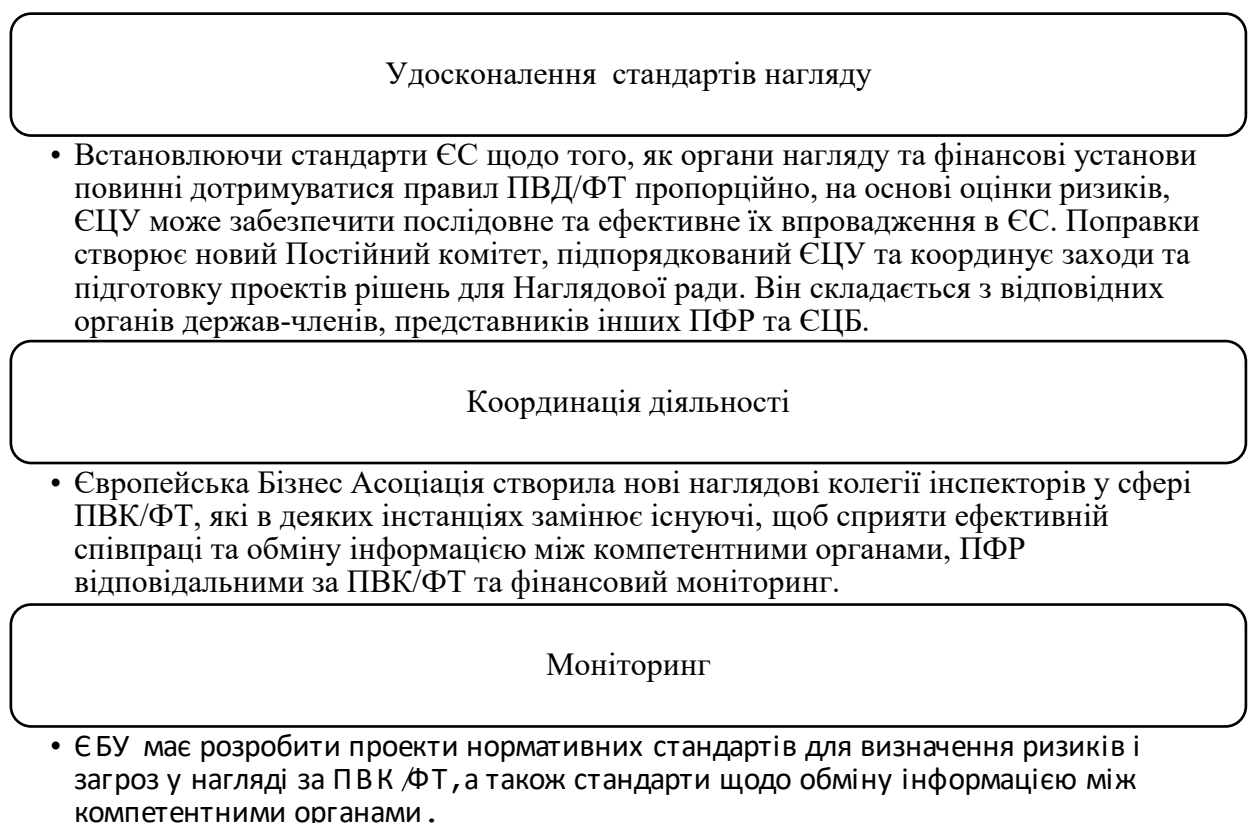 Удосконалення стандартів нагляду
• Встановлюючи стандарти ЄС щодо того, як органи нагляду та фінансові установи
повинні дотримуватися правил ПВД/ФТ пропорційно, на основі оцінки ризиків,
ЄЦУ може забезпечити послідовне та ефективне їх впровадження в ЄС. Поправки
створює новий Постійний комітет, підпорядкований ЄЦУ та координує заходи та
підготовку проектів рішень для Наглядової ради. Він складається з відповідних
органів держав-членів, представників інших ПФР та ЄЦБ.
Координація діяльності
• Європейська Бізнес Асоціація створила нові наглядові колегії інспекторів у сфері
ПВК/ФТ, які в деяких інстанціях замінює існуючі, щоб сприяти ефективній
співпраці та обміну інформацією між компетентними органами, ПФР
відповідальними за ПВК/ФТ та фінансовий моніторинг.
Моніторинг
• ЄБУ має розробити проекти нормативних стандартів для визначення ризиків і
загроз у нагляді за ПВК/ФТ, а також стандарти щодо обміну інформацією між
компетентними органами.